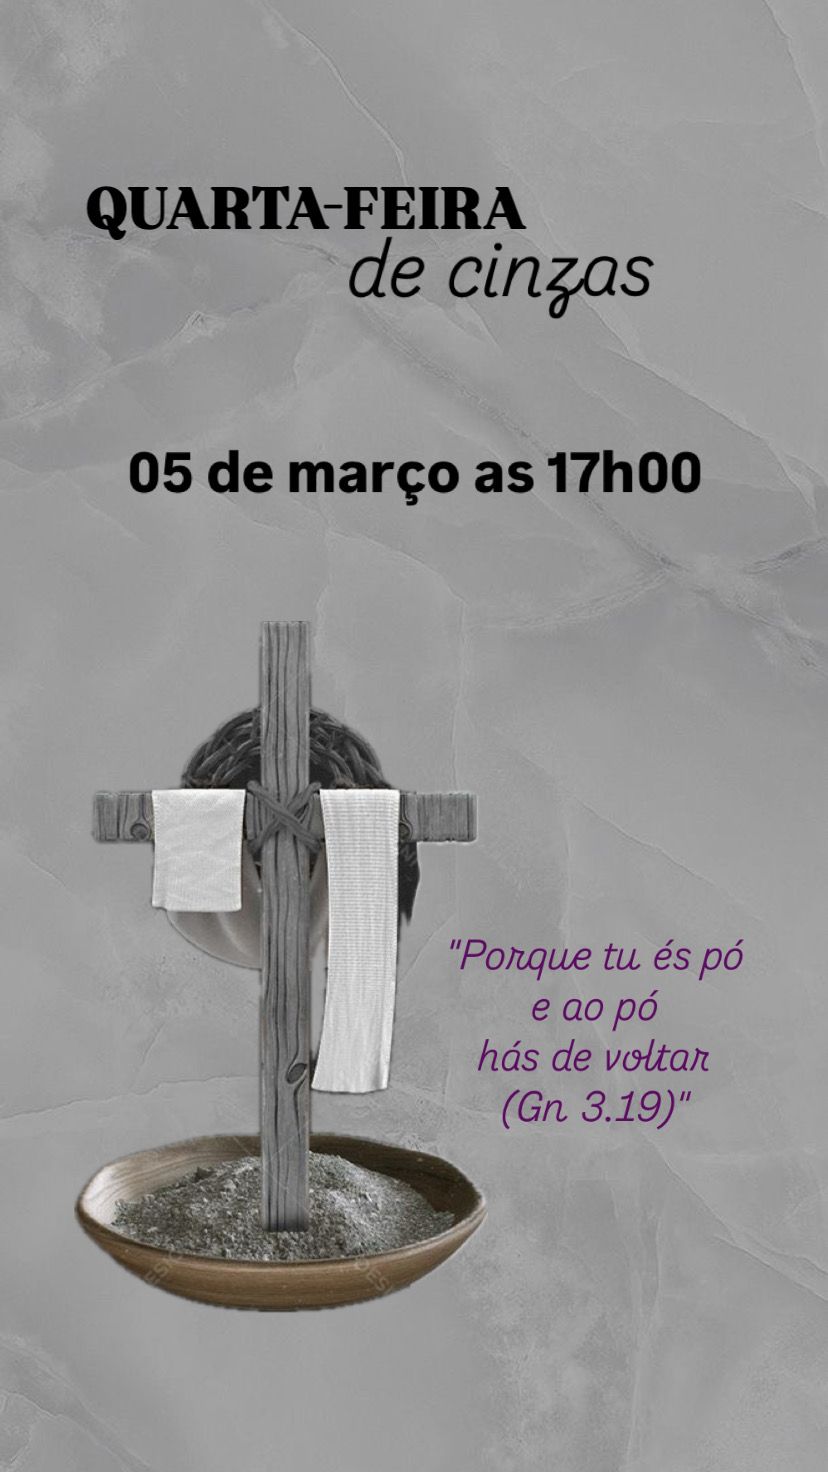 QUARTA-FEIRA
de cinzas
05 de março as 17h00
"Porque tu és pó
e ao pó
hás de voltar
(Gn 3.19)"